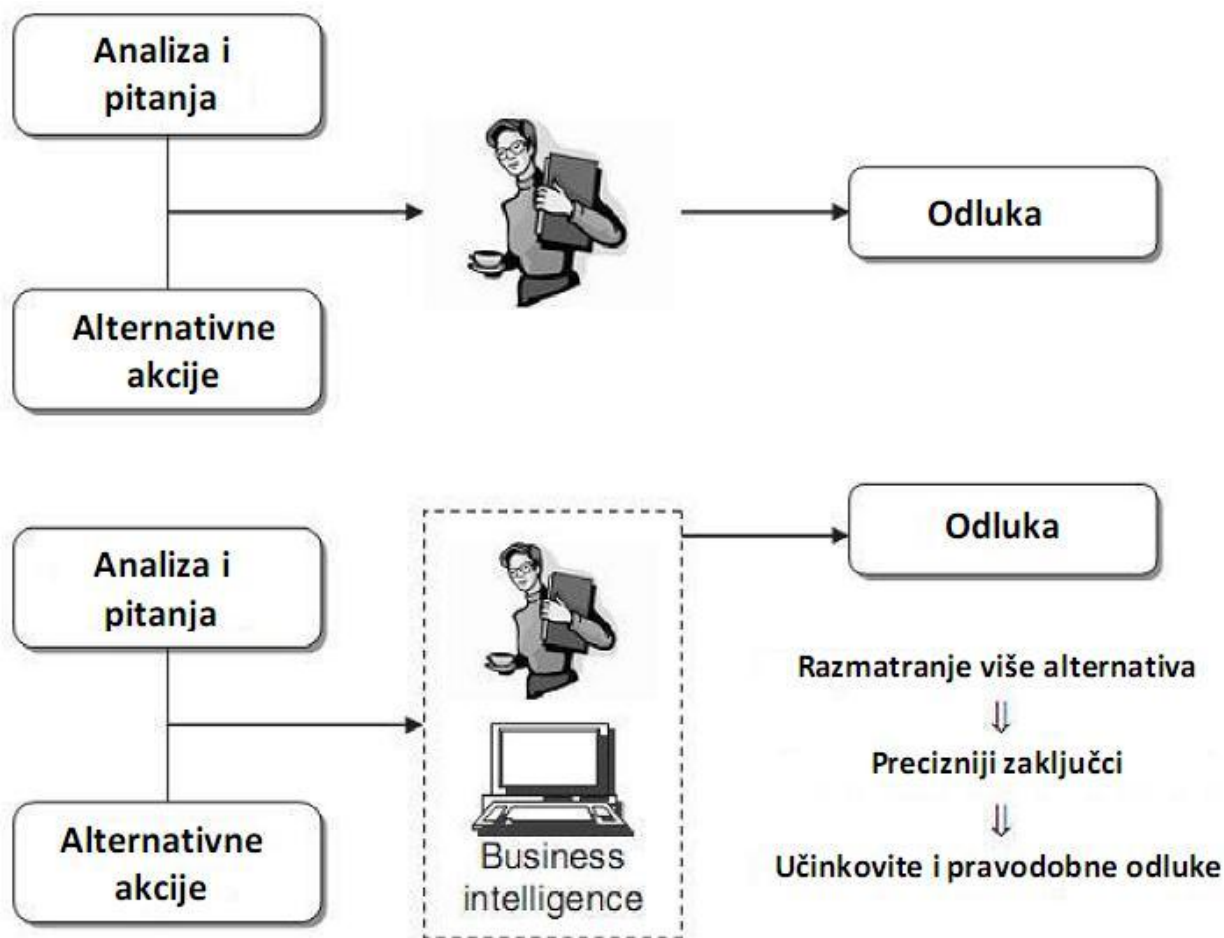 Analiza i
pitanja
Odluka
Alternativne
akcije
Analiza i
pitanja
Odluka
Razmatranje više alternativa
Precizniji zaključci
Učinkovite i pravodobne odluke
Alternativne
akcije
Business
intelligence